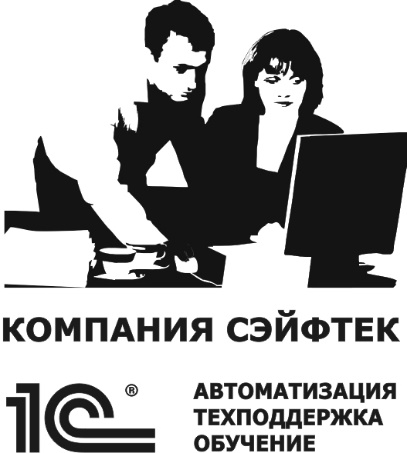 КОМПАНИЯ СЭЙФТЕК
1С®
АВТОМАТИЗАЦИЯ
ТЕХПОДДЕРЖКА
ОБУЧЕНИЕ